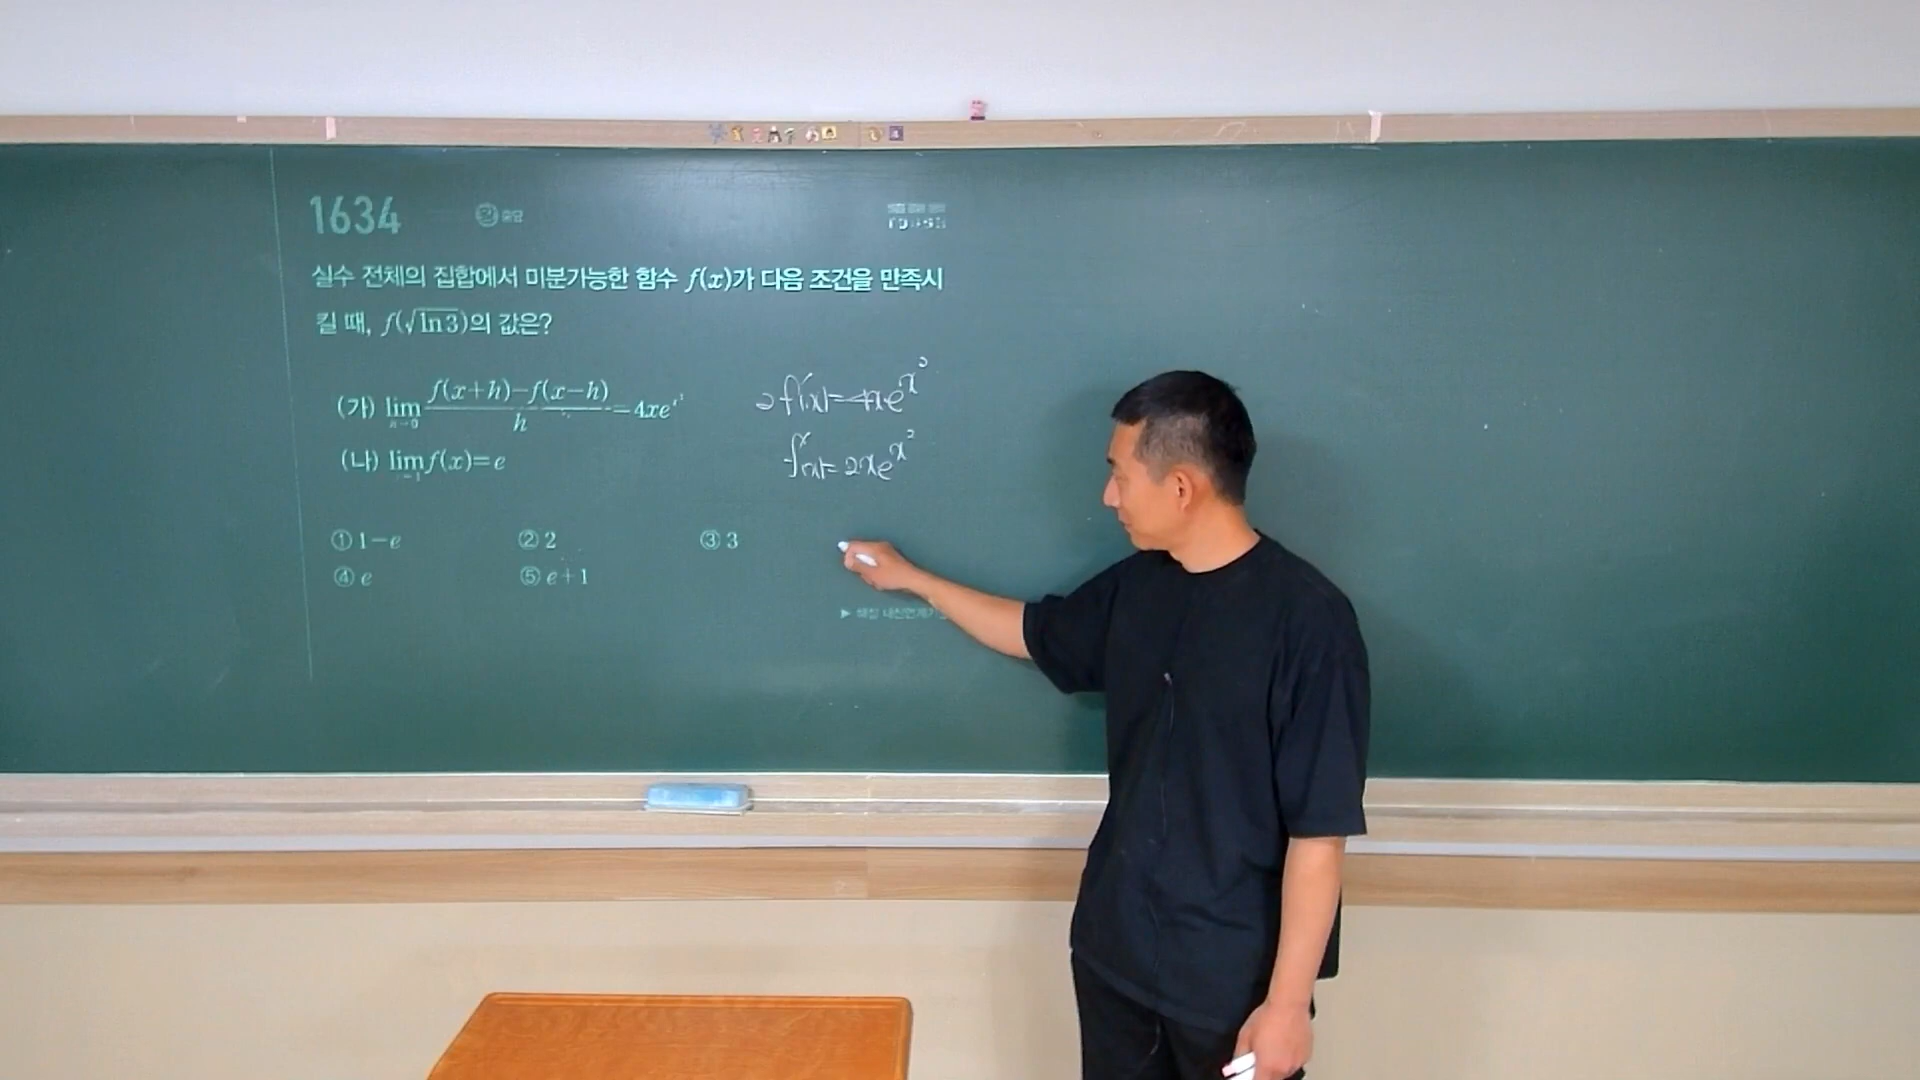 1634
실수 전체의 집합에서 미분가능한 함수 f(x)가 다음 조건을 만족시
킬 때, f(√ln3)의 값은?
(가) lim h→0 f(x+h)−f(x−h) / h = 4xe^x²
2f'(x)=4xe^x²
(나) lim f(x)=e
f'(x)=2xe^x²
① 1−e ② 2 ③ 3
④ e ⑤ e+1